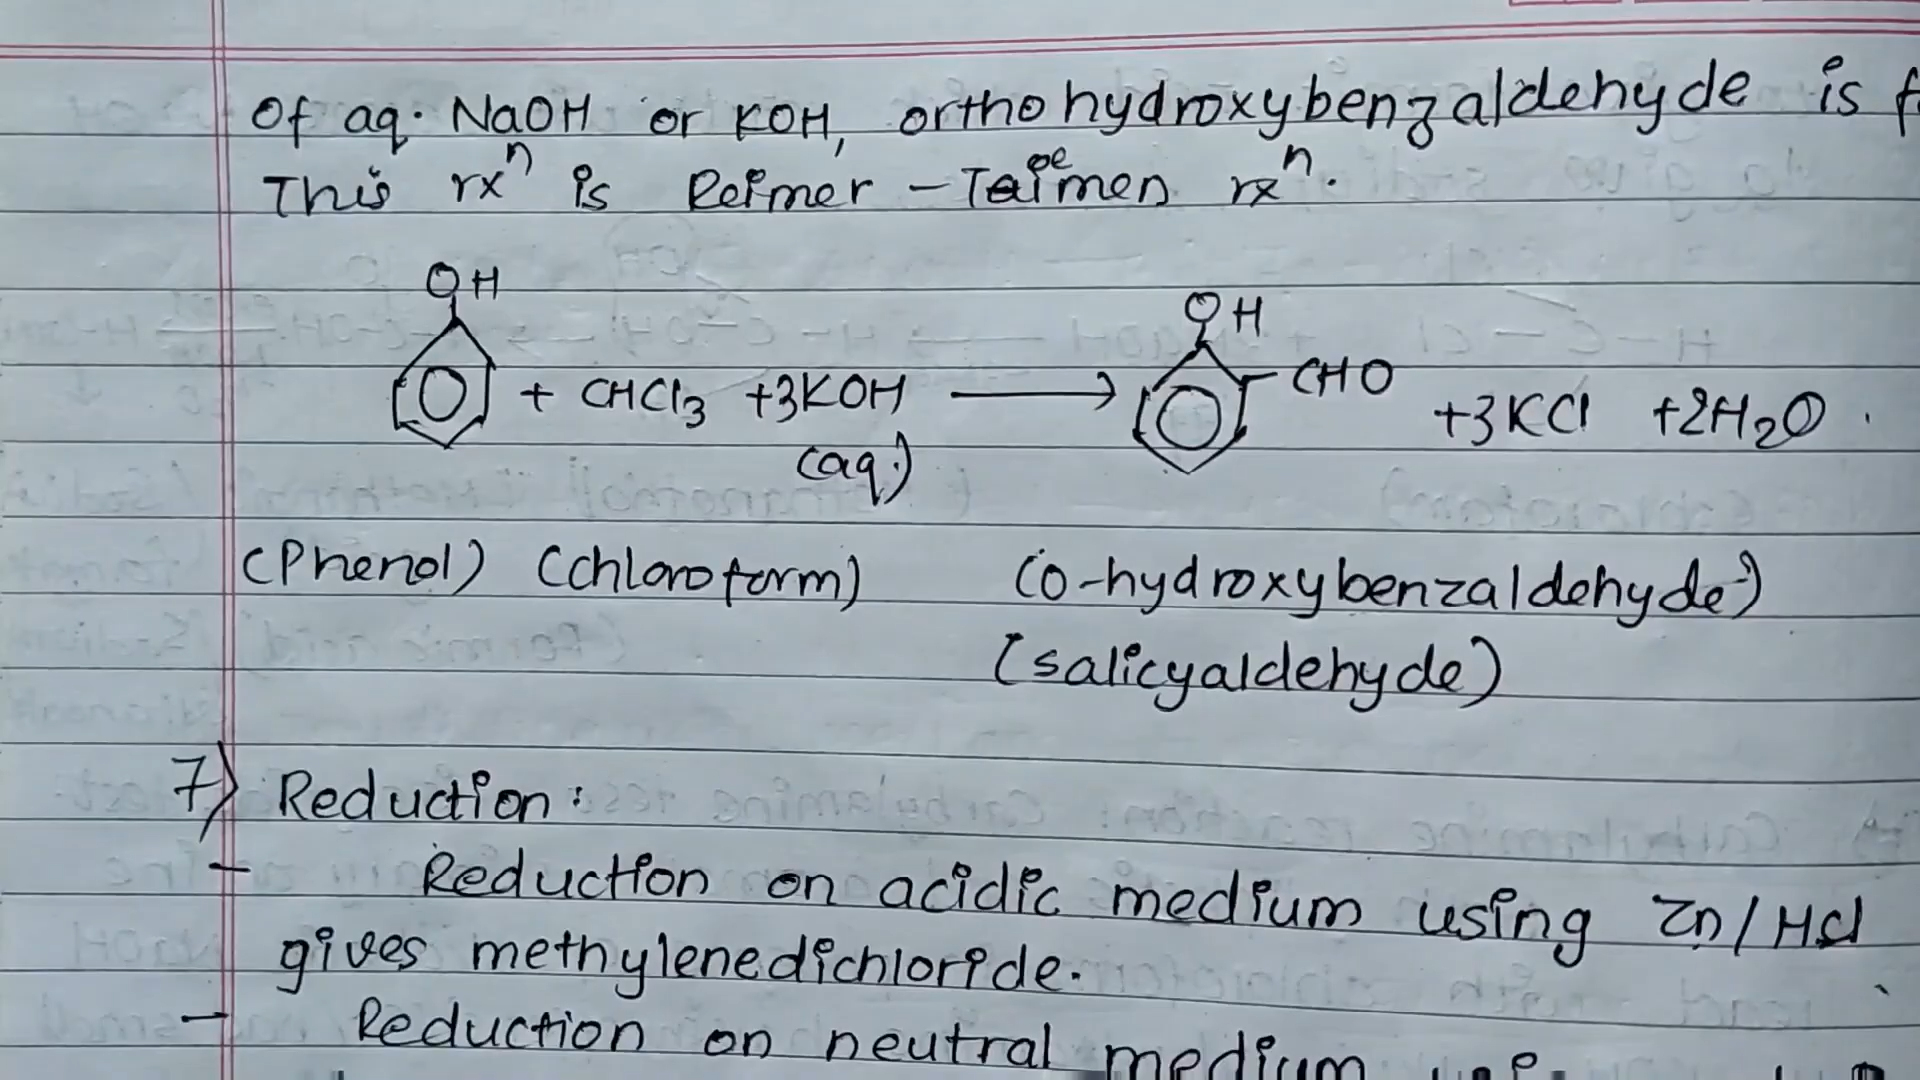 Of aq. NaOH or KOH, ortho hydroxybenzaldehyde is
This rxⁿ is Reimer - Teimen rxⁿ.
OH
+ CHCl₃ +3KOH ⟶
(aq.)
OH
CHO
+3KCl +2H₂O.
(Phenol) (chloroform) (o-hydroxybenzaldehyde)
(salicyaldehyde)
7) Reduction:
- Reduction on acidic medium using Zn/HCl
gives methylenedichloride.
- Reduction on neutral medium